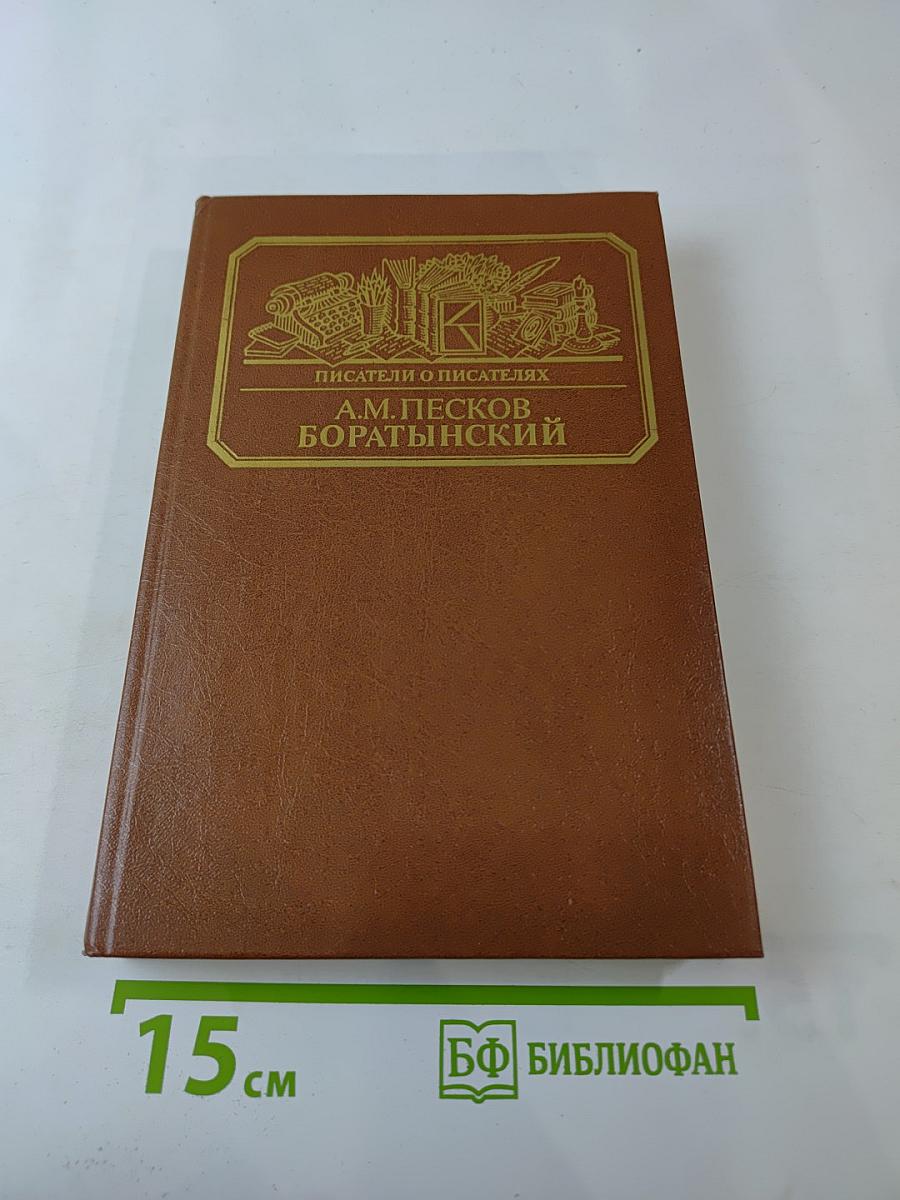 ПИСАТЕЛИ О ПИСАТЕЛЯХ
А.М. ПЕСКОВ
БОРАТЫНСКИЙ
15 см
БФ БИБЛИОФАН